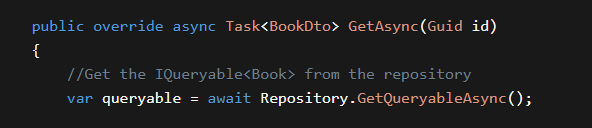 public override async Task<BookDto> GetAsync(Guid id)
{
//Get the IQueryable<Book> from the repository
var queryable = await Repository.GetQueryableAsync();